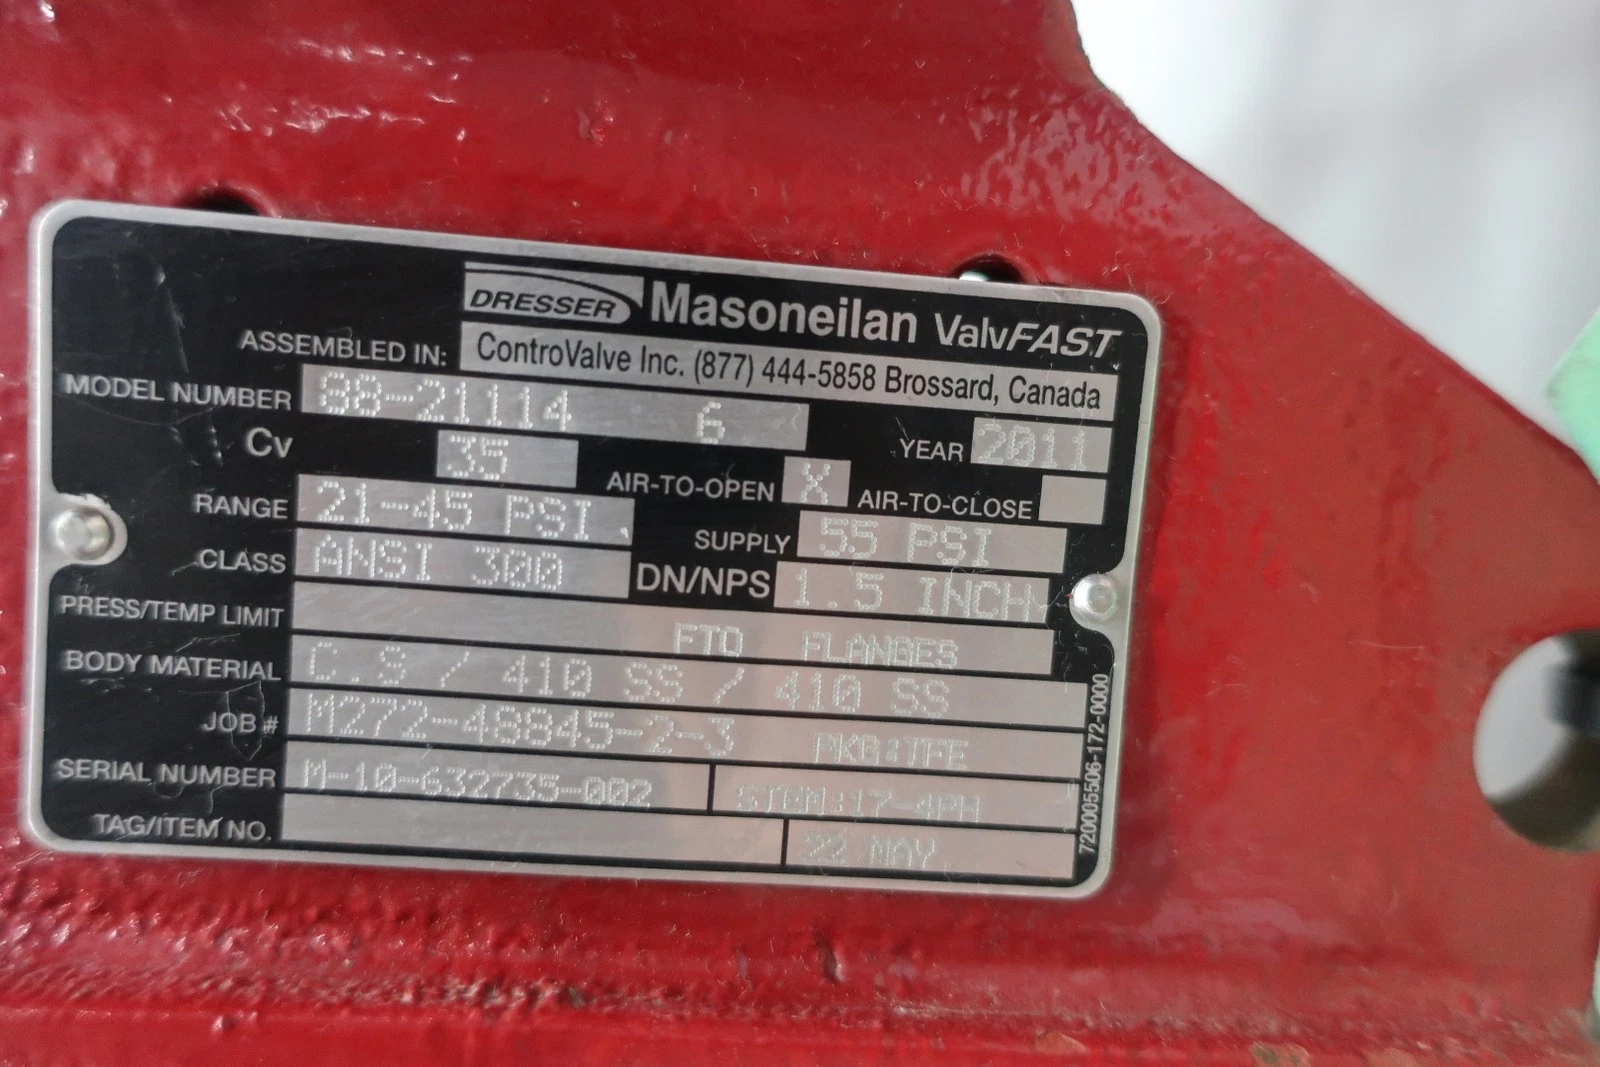 DRESSER Masoneilan ValvFAST
ASSEMBLED IN: ControValve Inc. (877) 444-5858 Brossard, Canada
MODEL NUMBER 88-21114 6 YEAR 2011
Cv 35 AIR-TO-OPEN X AIR-TO-CLOSE
RANGE 21-45 PSI SUPPLY 55 PSI
CLASS ANSI 300 DN/NPS 1.5 INCH
PRESS/TEMP LIMIT FTO FLANGES
BODY MATERIAL C.S / 410 SS / 410 SS
JOB # M272-48845-2-3 PKG:TFE
SERIAL NUMBER M-10-632735-002 STEM:17-4PH
TAG/ITEM NO. 22 MAY
720005506-172-0000